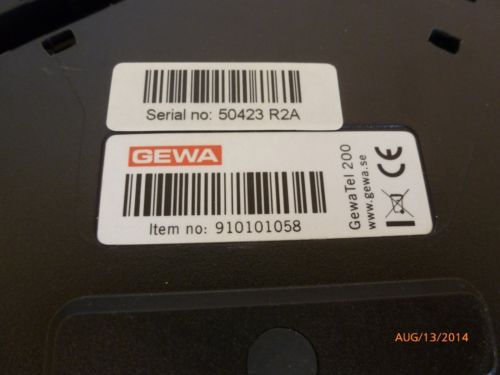 Serial no: 50423 R2A
GEWA
Item no: 910101058
GewaTel 200
www.gewa.se
CE
AUG/13/2014